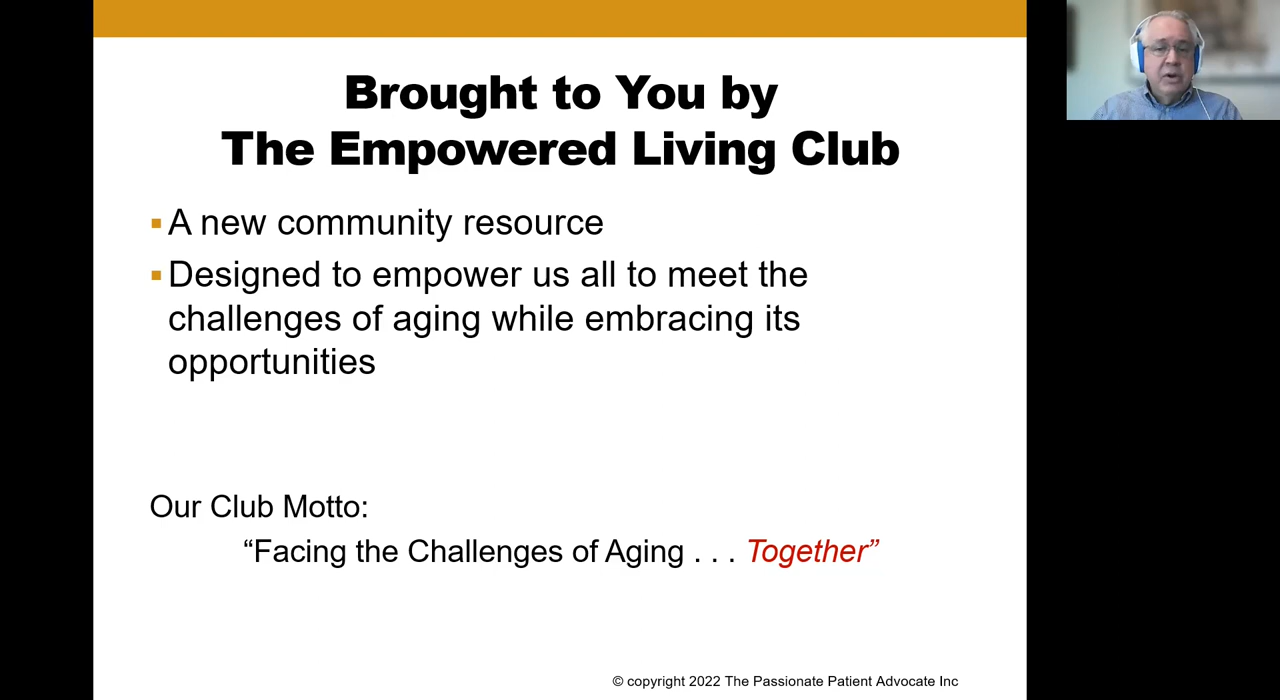 Brought to You by
The Empowered Living Club
▪ A new community resource
▪ Designed to empower us all to meet the
challenges of aging while embracing its
opportunities
Our Club Motto:
“Facing the Challenges of Aging . . . Together”
© copyright 2022 The Passionate Patient Advocate Inc